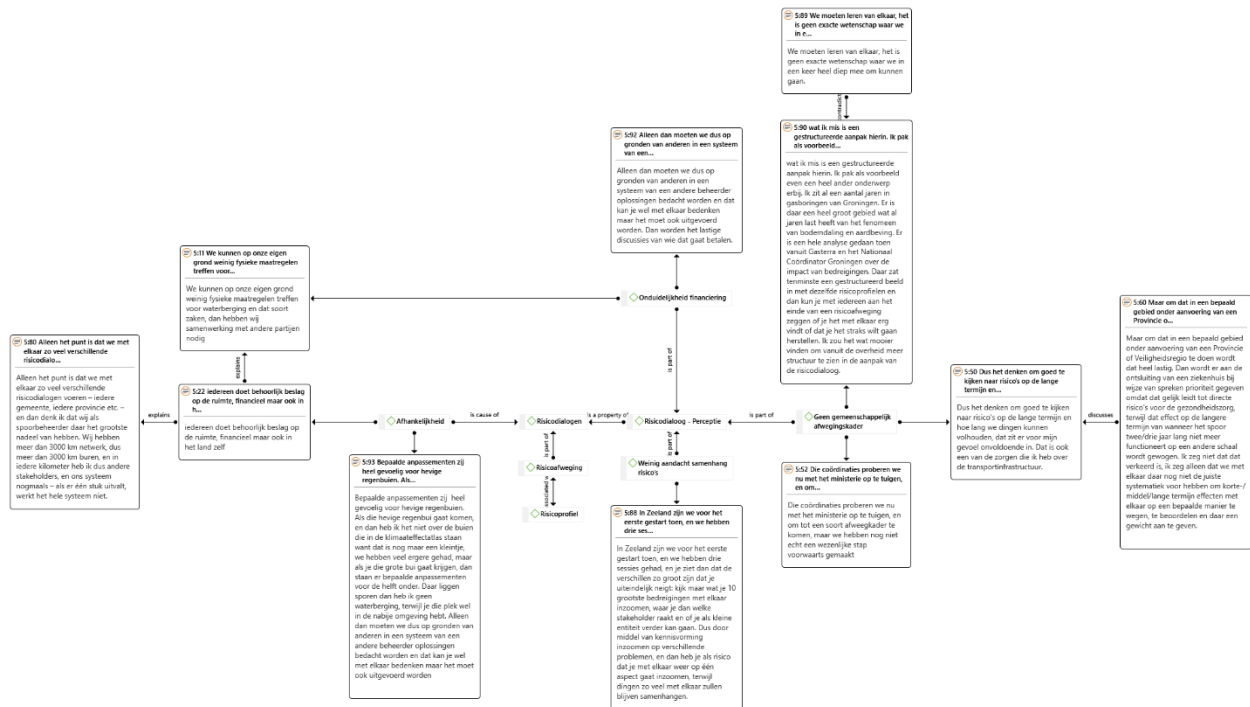 5:89 We moeten leren van elkaar, het
is geen exacte wetenschap waar we
in e...
We moeten leren van elkaar, het is
geen exacte wetenschap waar we in
een keer heel diep mee om kunnen
gaan.
contradicts
5:90 wat ik mis is een
gestructureerde aanpak hierin. Ik pak
als voorbeeld...
wat ik mis is een gestructureerde
aanpak hierin. Ik pak als voorbeeld
even een heel ander onderwerp
erbij. Ik zit al een aantal jaren in
gasboringen van Groningen. Er is
daar een heel groot gebied wat al
jaren last heeft van het fenomeen
van bodemdaling en aardbeving. Er
is een hele analyse gedaan toen
vanuit Gasterra en het Nationaal
Coördinator Groningen over de
impact van bedreigingen. Daar zat
tenminste een gestructureerd beeld
in met dezelfde risicoprofielen en
dan kun je met iedereen aan het
einde van een risicoafweging
zeggen of je het met elkaar erg
vindt of dat je het straks wilt gaan
herstellen. Ik zou het wat mooier
vinden om vanuit de overheid meer
structuur te zien in de aanpak van
de risicodialoog.
5:92 Alleen dan moeten we dus op
gronden van anderen in een systeem
van een...
Alleen dan moeten we dus op
gronden van anderen in een
systeem van een andere beheerder
oplossingen bedacht worden en dat
kan je wel met elkaar bedenken
maar het moet ook uitgevoerd
worden. Dan worden het lastige
discussies van wie dat gaat betalen.
5:11 We kunnen op onze eigen
grond weinig fysieke maatregelen
treffen voor...
We kunnen op onze eigen grond
weinig fysieke maatregelen treffen
voor waterberging en dat soort
zaken, dan hebben wij
samenwerking met andere partijen
nodig
Onduidelijkheid financiering
is part of
5:80 Alleen het punt is dat we met
elkaar zo veel verschillende
risicodialo...
Alleen het punt is dat we met
elkaar zo veel verschillende
risicodialogen voeren – iedere
gemeente, iedere provincie etc. –
en dan denk ik dat wij als
spoorbeheerder daar het grootste
nadeel van hebben. Wij hebben
meer dan 3000 km netwerk, dus
meer dan 3000 km buren, en in
iedere kilometer heb ik dus andere
stakeholders, en ons systeem
nogmaals – als er één stuk uitvalt,
werkt het hele systeem niet.
explains
explains
5:22 iedereen doet behoorlijk beslag
op de ruimte, financieel maar ook in
h...
iedereen doet behoorlijk beslag op
de ruimte, financieel maar ook in
het land zelf
Afhankelijkheid
is cause of
Risicodialogen
is a property of
Risicodialoog - Perceptie
is part of
Geen gemeenschappelijk
afwegingskader
is part of
Risicoafweging
associated w
Risicoprofiel
is part of
Weinig aandacht samenhang
risico's
5:93 Bepaalde anpassementen zij
heel gevoelig voor hevige
regenbuien. Als...
Bepaalde anpassementen zij heel
gevoelig voor hevige regenbuien.
Als die hevige regenbui gaat komen,
en dan heb ik het niet over de buien
die in de klimaateffectatlas staan
want dat is nog maar een kleintje,
we hebben veel ergere gehad, maar
als je die grote bui gaat krijgen, dan
staan er bepaalde anpassementen
voor de helft onder. Daar liggen
sporen dan heb ik geen
waterberging, terwijl je die plek wel
in de nabije omgeving hebt. Alleen
dan moeten we dus op gronden van
anderen in een systeem van een
andere beheerder oplossingen
bedacht worden en dat kan je wel
met elkaar bedenken maar het moet
ook uitgevoerd worden
5:88 In Zeeland zijn we voor het
eerste gestart toen, en we hebben
drie ses...
In Zeeland zijn we voor het eerste
gestart toen, en we hebben drie
sessies gehad, en je ziet dan dat de
verschillen zo groot zijn dat je
uiteindelijk neigt: kijk maar wat je 10
grootste bedreigingen met elkaar
inzoomen, waar je dan welke
stakeholder raakt en of je als kleine
entiteit verder kan gaan. Dus door
middel van kennisvorming
inzoomen op verschillende
problemen, en dan heb je als risico
dat je met elkaar weer op één
aspect gaat inzoomen, terwijl
dingen zo veel met elkaar zullen
blijven samenhangen.
5:52 Die coördinaties proberen we
nu met het ministerie op te tuigen,
en om...
Die coördinaties proberen we nu
met het ministerie op te tuigen, en
om tot een soort afweegkader te
komen, maar we hebben nog niet
echt een wezenlijke stap
voorwaarts gemaakt
5:50 Dus het denken om goed te
kijken naar risico's op de lange
termijn en...
Dus het denken om goed te kijken
naar risico's op de lange termijn en
hoe lang we dingen kunnen
volhouden, dat zit er voor mijn
gevoel onvoldoende in. Dat is ook
een van de zorgen die ik heb over
de transportinfrastructuur.
discusses
5:60 Maar om dat in een bepaald
gebied onder aanvoering van een
Provincie o...
Maar om dat in een bepaald gebied
onder aanvoering van een Provincie
of Veiligheidsregio te doen wordt
dat heel lastig. Dan wordt er aan de
ontsluiting van een ziekenhuis bij
wijze van spreken prioriteit gegeven
omdat dat gelijk leidt tot directe
risico's voor de gezondheidszorg,
terwijl dat effect op de langere
termijn van wanneer het spoor
twee/drie jaar lang niet meer
functioneert op een andere schaal
wordt gewogen. Ik zeg niet dat dat
verkeerd is, ik zeg alleen dat we met
elkaar daar nog niet de juiste
systematiek voor hebben om korte-/
middel/lange termijn effecten met
elkaar op een bepaalde manier te
wegen, te beoordelen en daar een
gewicht aan te geven.